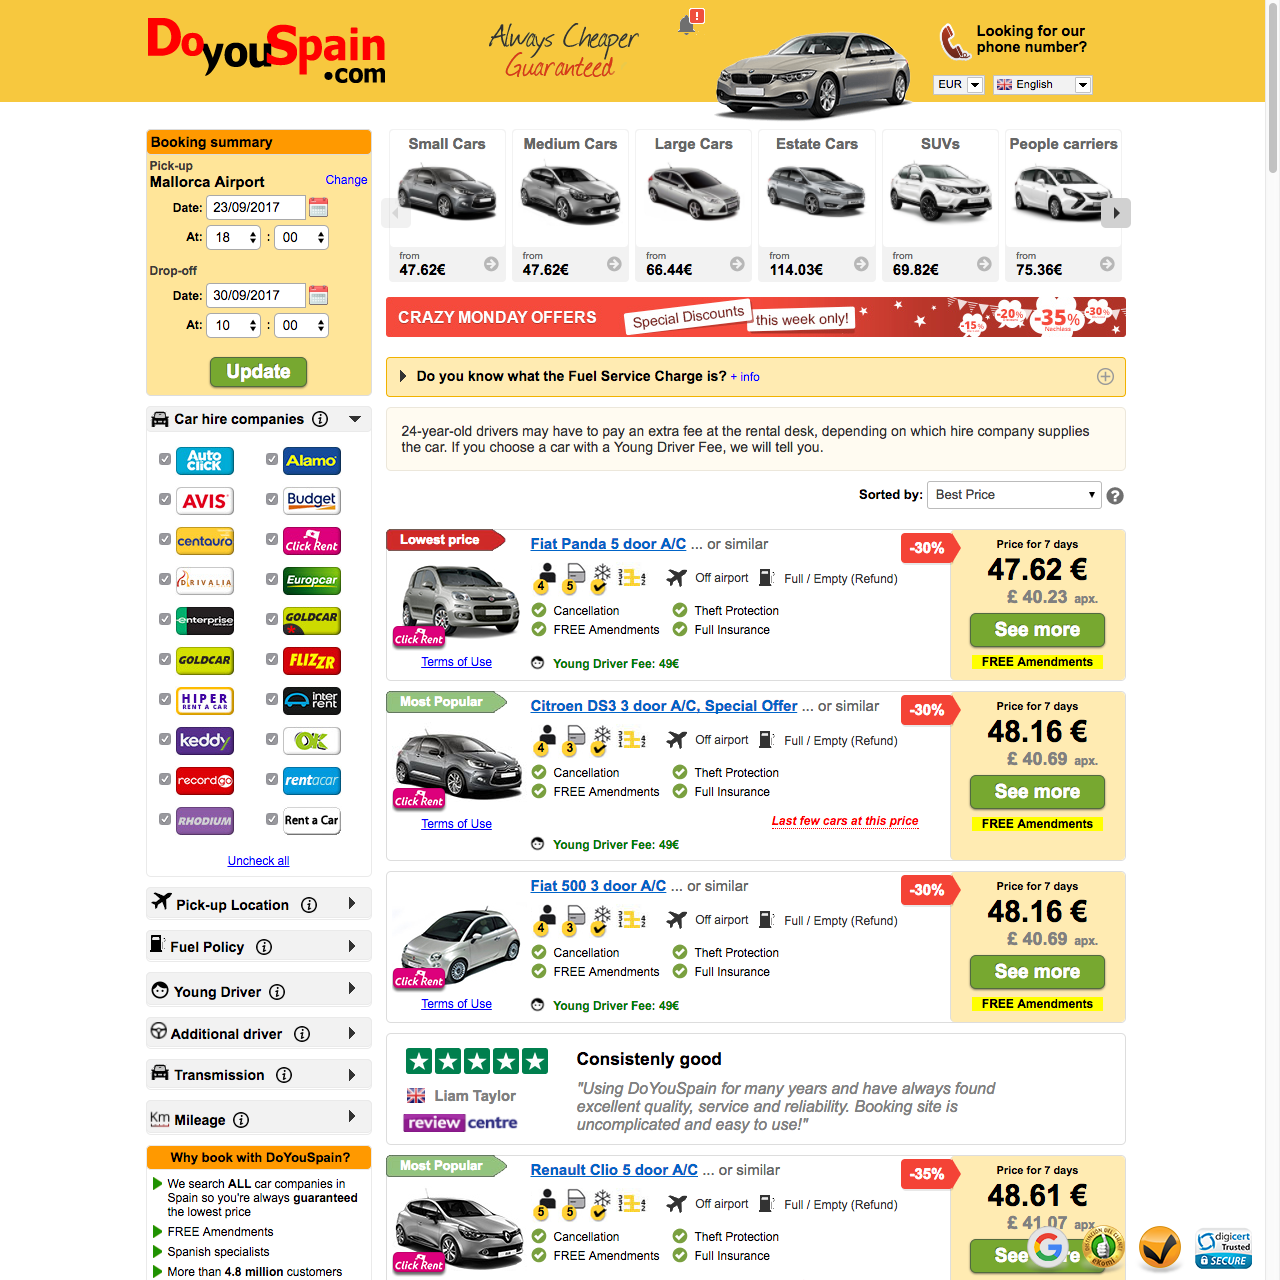 DoyouSpain
.com
Always Cheaper
Guaranteed
!
Looking for our
phone number?
EUR
English
Booking summary
Pick-up
Mallorca Airport
Change
Date: 23/09/2017
At: 18 : 00
Drop-off
Date: 30/09/2017
At: 10 : 00
Update
Small Cars
from
47.62€
Medium Cars
from
47.62€
Large Cars
from
66.44€
Estate Cars
from
114.03€
SUVs
from
69.82€
People carriers
from
75.36€
CRAZY MONDAY OFFERS
Special Discounts
this week only!
-15%
-20%
-35%
-30%
Do you know what the Fuel Service Charge is? + info
24-year-old drivers may have to pay an extra fee at the rental desk, depending on which hire company supplies
the car. If you choose a car with a Young Driver Fee, we will tell you.
Sorted by: Best Price
?
Car hire companies
Auto Click
Alamo
AVIS
Budget
centauro
Click Rent
DRIVALIA
Europcar
enterprise
GOLDCAR
GOLDCAR
FLIZZR
HIPER
RENT A CAR
inter
rent
keddy
OK
record go
rentacar
RHODIUM
Rent a Car
Uncheck all
Pick-up Location
Fuel Policy
Young Driver
Additional driver
Transmission
Km Mileage
Why book with DoYouSpain?
We search ALL car companies in
Spain so you're always guaranteed
the lowest price
FREE Amendments
Spanish specialists
More than 4.8 million customers
Lowest price
Fiat Panda 5 door A/C ... or similar
-30%
4
5
Off airport
Full / Empty (Refund)
Cancellation
Theft Protection
FREE Amendments
Full Insurance
Click Rent
Terms of Use
Young Driver Fee: 49€
Price for 7 days
47.62 €
£ 40.23 apx.
See more
FREE Amendments
Most Popular
Citroen DS3 3 door A/C, Special Offer ... or similar
-30%
4
3
Off airport
Full / Empty (Refund)
Cancellation
Theft Protection
FREE Amendments
Full Insurance
Click Rent
Terms of Use
Last few cars at this price
Young Driver Fee: 49€
Price for 7 days
48.16 €
£ 40.69 apx.
See more
FREE Amendments
Fiat 500 3 door A/C ... or similar
-30%
4
3
Off airport
Full / Empty (Refund)
Cancellation
Theft Protection
FREE Amendments
Full Insurance
Click Rent
Terms of Use
Young Driver Fee: 49€
Price for 7 days
48.16 €
£ 40.69 apx.
See more
FREE Amendments
Consistenly good
Liam Taylor
review centre
"Using DoYouSpain for many years and have always found
excellent quality, service and reliability. Booking site is
uncomplicated and easy to use!"
Most Popular
Renault Clio 5 door A/C ... or similar
-35%
5
5
Off airport
Full / Empty (Refund)
Cancellation
Theft Protection
FREE Amendments
Full Insurance
Click Rent
Price for 7 days
48.61 €
£ 41.07 apx.
G
eKomi
digicert
Trusted
SECURE